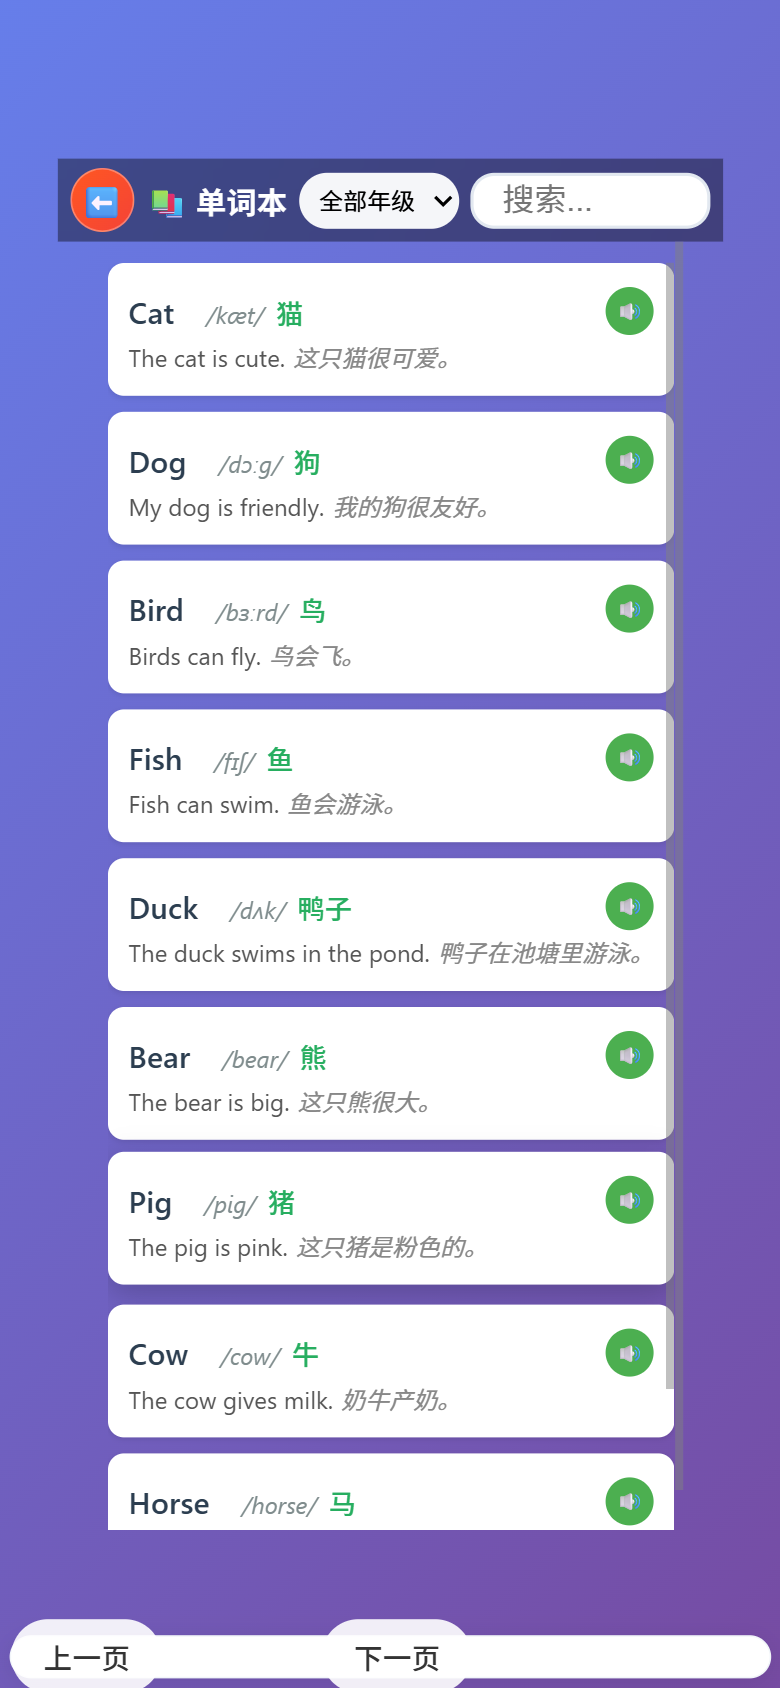 单词本 全部年级 搜索...
Cat /kæt/ 猫
The cat is cute. 这只猫很可爱。
Dog /dɔːg/ 狗
My dog is friendly. 我的狗很友好。
Bird /bɜːrd/ 鸟
Birds can fly. 鸟会飞。
Fish /fɪʃ/ 鱼
Fish can swim. 鱼会游泳。
Duck /dʌk/ 鸭子
The duck swims in the pond. 鸭子在池塘里游泳。
Bear /bear/ 熊
The bear is big. 这只熊很大。
Pig /pig/ 猪
The pig is pink. 这只猪是粉色的。
Cow /cow/ 牛
The cow gives milk. 奶牛产奶。
Horse /horse/ 马
上一页 下一页